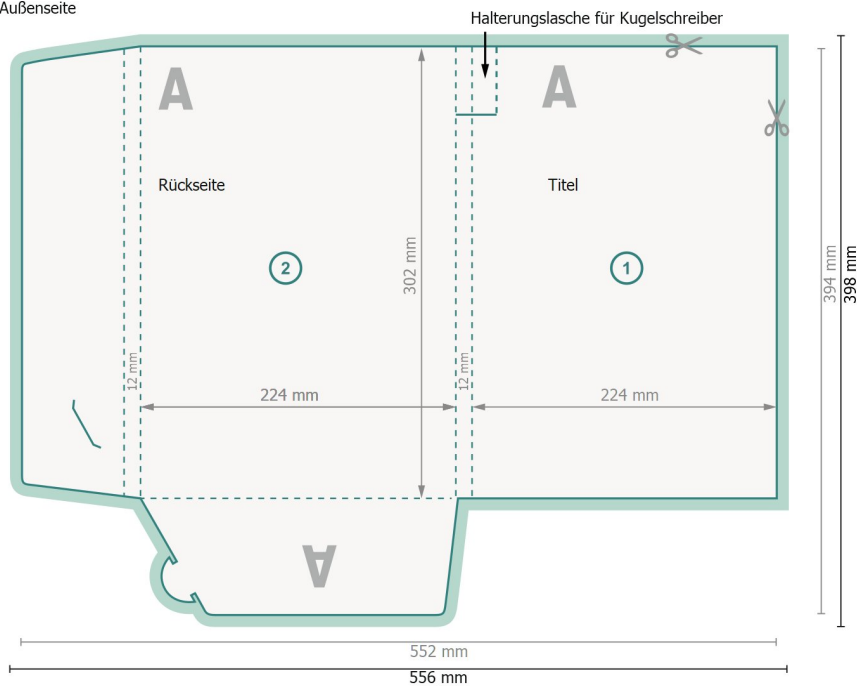 Außenseite
Halterungslasche für Kugelschreiber
A
A
Rückseite
Titel
2
1
302 mm
394 mm
398 mm
12 mm
12 mm
224 mm
224 mm
A
552 mm
556 mm